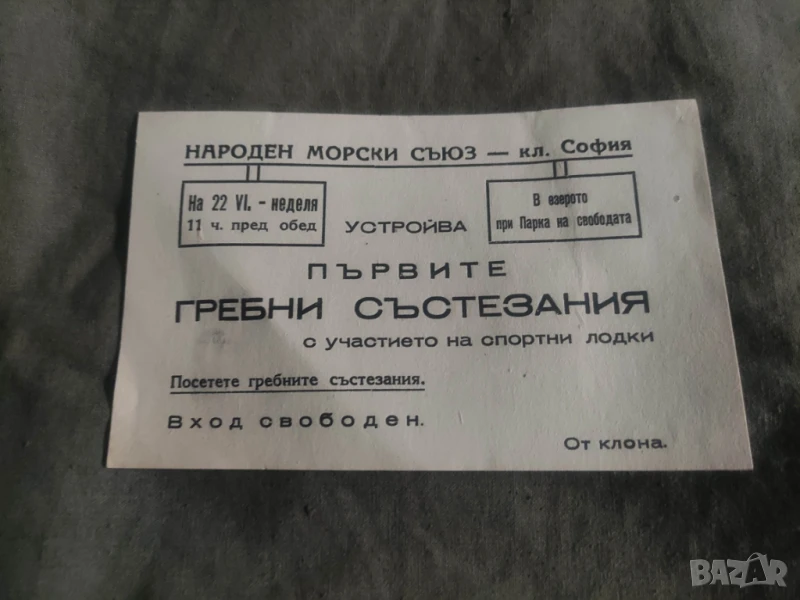 НАРОДЕН МОРСКИ СЪЮЗ — кл. София
На 22 VI. - неделя
11 ч. пред обед
УСТРОЙВА
В езерото
при Парка на свободата
ПЪРВИТЕ
ГРЕБНИ СЪСТЕЗАНИЯ
с участието на спортни лодки
Посетете гребните състезания.
Вход свободен.
От клона.
BAZAR